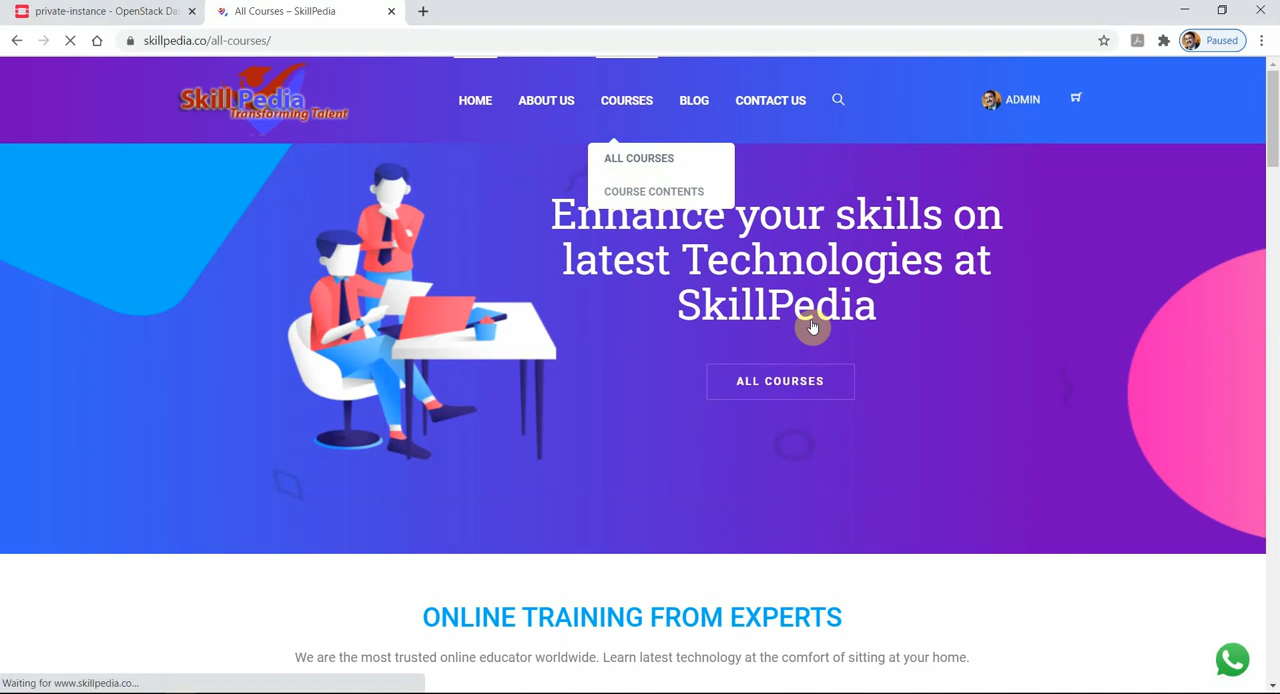 private-instance - OpenStack Das
All Courses – SkillPedia
skillpedia.co/all-courses/
Paused
SkillPedia
Transforming Talent
HOME
ABOUT US
COURSES
BLOG
CONTACT US
ADMIN
ALL COURSES
COURSE CONTENTS
Enhance your skills on
latest Technologies at
SkillPedia
ALL COURSES
ONLINE TRAINING FROM EXPERTS
We are the most trusted online educator worldwide. Learn latest technology at the comfort of sitting at your home.
Waiting for www.skillpedia.co...